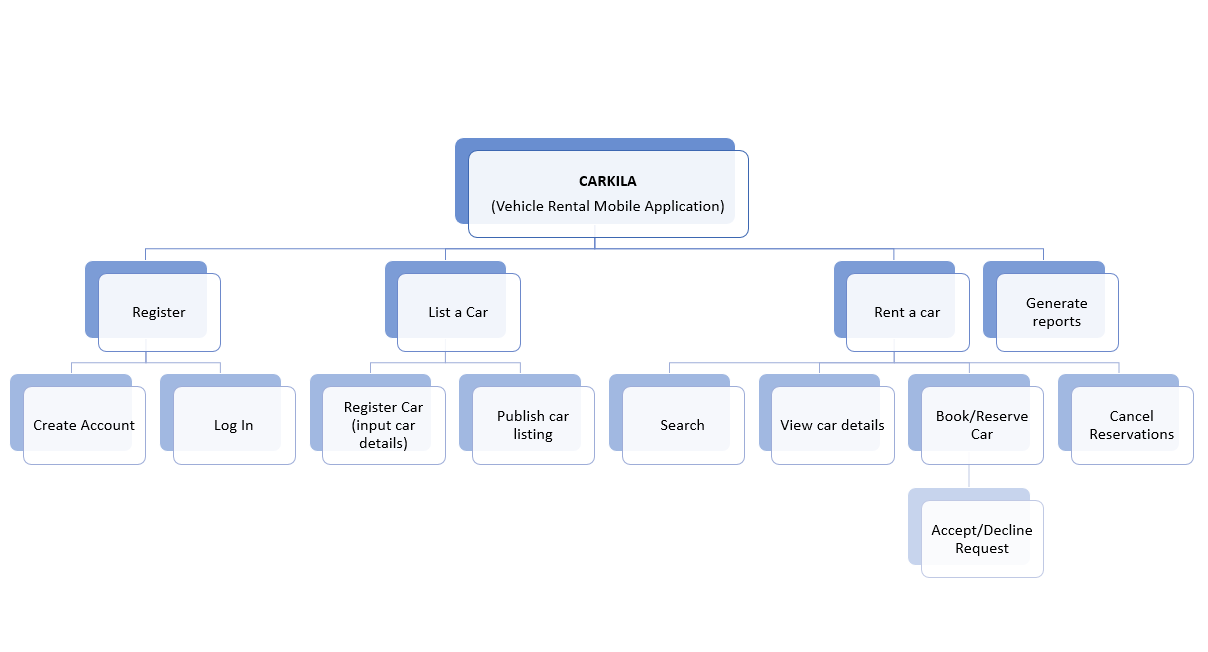 CARKILA
(Vehicle Rental Mobile Application)
Register
List a Car
Rent a car
Generate
reports
Create Account
Log In
Register Car
(input car
details)
Publish car
listing
Search
View car details
Book/Reserve
Car
Cancel
Reservations
Accept/Decline
Request